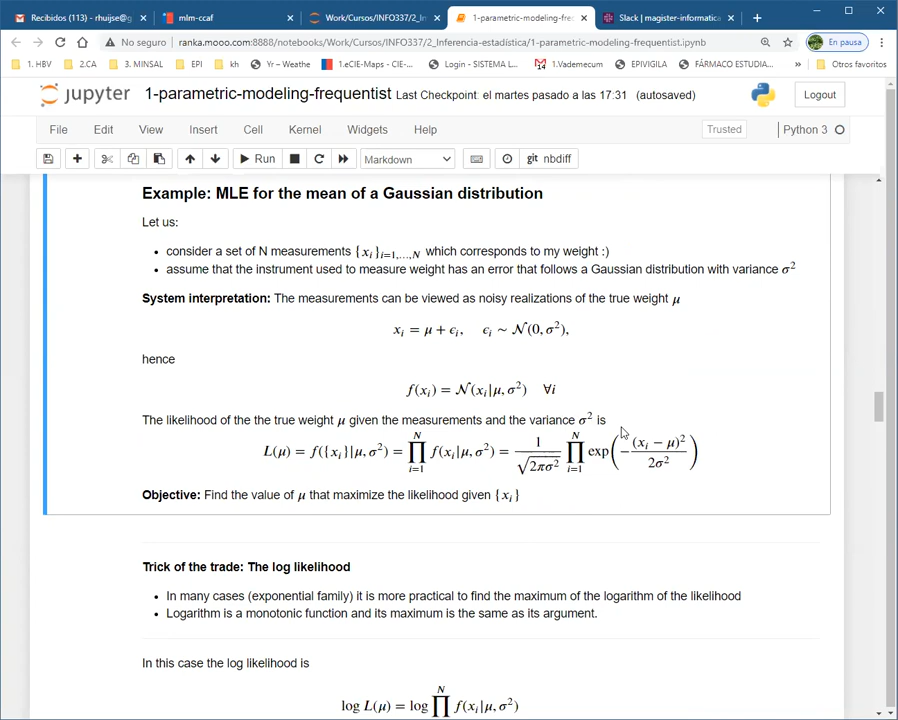 Recibidos (113) - rhuijse@
mlm-ccaf
Work/Cursos/INFO337/2_In
1-parametric-modeling-fre
Slack | magister-informatica
No seguro
ranka.mooo.com:8888/notebooks/Work/Cursos/INFO337/2_Inferencia-estadística/1-parametric-modeling-frequentist.ipynb
En pausa
1. HBV
2.CA
3. MINSAL
EPI
kh
Yr – Weathe
1.eCIE-Maps - CIE-...
Login - SISTEMA L...
1.Vademecum
EPIVIGILA
FÁRMACO ESTUDIA...
»
Otros favoritos
jupyter 1-parametric-modeling-frequentist Last Checkpoint: el martes pasado a las 17:31 (autosaved)
Logout
File Edit View Insert Cell Kernel Widgets Help
Trusted
Python 3
Run
Markdown
git nbdiff
Example: MLE for the mean of a Gaussian distribution
Let us:
• consider a set of N measurements {x_i}_{i=1,…,N} which corresponds to my weight :)
• assume that the instrument used to measure weight has an error that follows a Gaussian distribution with variance σ²
System interpretation: The measurements can be viewed as noisy realizations of the true weight μ
x_i = μ + ϵ_i, ϵ_i ∼ 𝒩(0, σ²),
hence
f(x_i) = 𝒩(x_i|μ, σ²) ∀i
The likelihood of the the true weight μ given the measurements and the variance σ² is
L(μ) = f({x_i}|μ, σ²) = ∏_{i=1}^{N} f(x_i|μ, σ²) = 1/√(2πσ²) ∏_{i=1}^{N} exp(−(x_i − μ)²/2σ²)
Objective: Find the value of μ that maximize the likelihood given {x_i}
Trick of the trade: The log likelihood
• In many cases (exponential family) it is more practical to find the maximum of the logarithm of the likelihood
• Logarithm is a monotonic function and its maximum is the same as its argument.
In this case the log likelihood is
log L(μ) = log ∏^{N} f(x_i|μ, σ²)